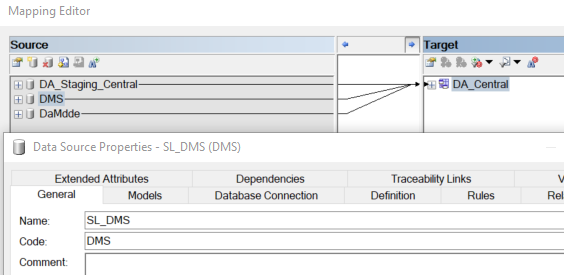 Mapping Editor
Source
Target
DA_Staging_Central
DA_Central
DMS
DaMdde
Data Source Properties - SL_DMS (DMS)
Extended Attributes
Dependencies
Traceability Links
General
Models
Database Connection
Definition
Rules
Name:
SL_DMS
Code:
DMS
Comment: